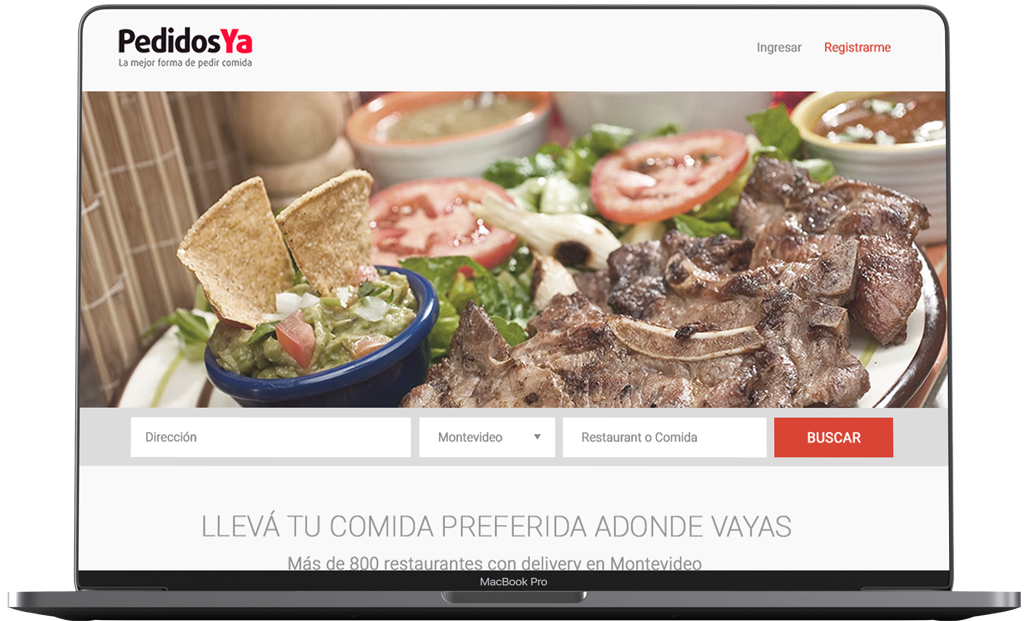 PedidosYa
La mejor forma de pedir comida
Ingresar Registrarme
Dirección Montevideo Restaurant o Comida BUSCAR
LLEVÁ TU COMIDA PREFERIDA ADONDE VAYAS
Más de 800 restaurantes con delivery en Montevideo
MacBook Pro